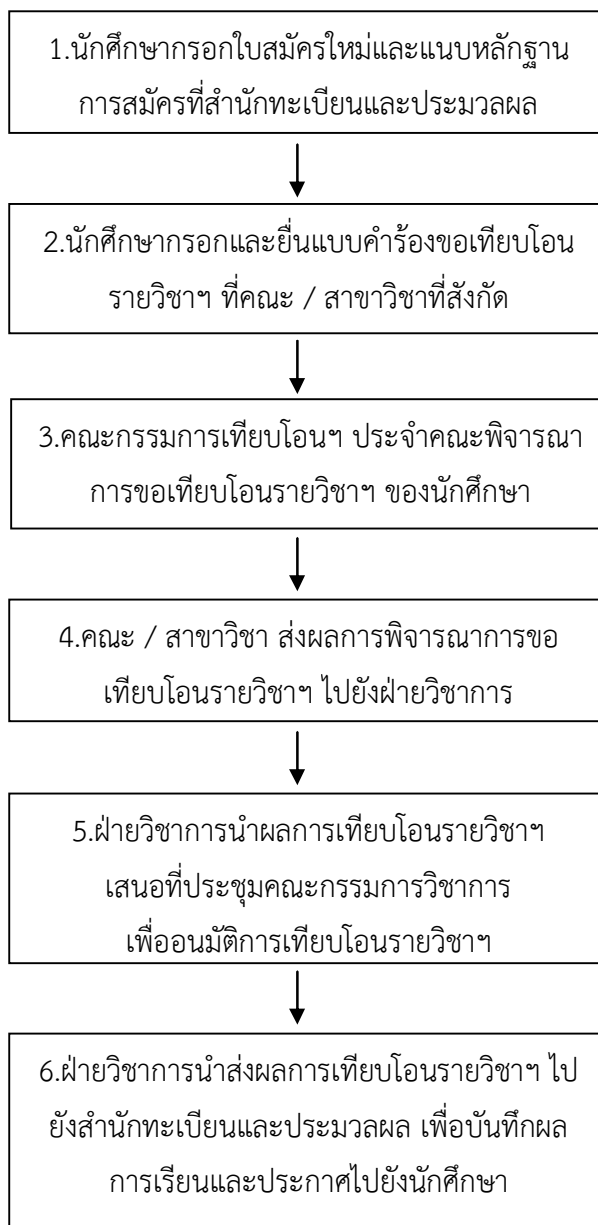 1.นักศึกษากรอกใบสมัครใหม่และแนบหลักฐาน
การสมัครที่สำนักทะเบียนและประมวลผล
2.นักศึกษากรอกและยื่นแบบคำร้องขอเทียบโอน
รายวิชาฯ ที่คณะ / สาขาวิชาที่สังกัด
3.คณะกรรมการเทียบโอนฯ ประจำคณะพิจารณา
การขอเทียบโอนรายวิชาฯ ของนักศึกษา
4.คณะ / สาขาวิชา ส่งผลการพิจารณาการขอ
เทียบโอนรายวิชาฯ ไปยังฝ่ายวิชาการ
5.ฝ่ายวิชาการนำผลการเทียบโอนรายวิชาฯ
เสนอที่ประชุมคณะกรรมการวิชาการ
เพื่ออนมัติการเทียบโอนรายวิชาฯ
6.ฝ่ายวิชาการนำส่งผลการเทียบโอนรายวิชาฯ ไป
ยังสำนักทะเบียนและประมวลผล เพื่อบันทึกผล
การเรียนและประกาศไปยังนักศึกษา